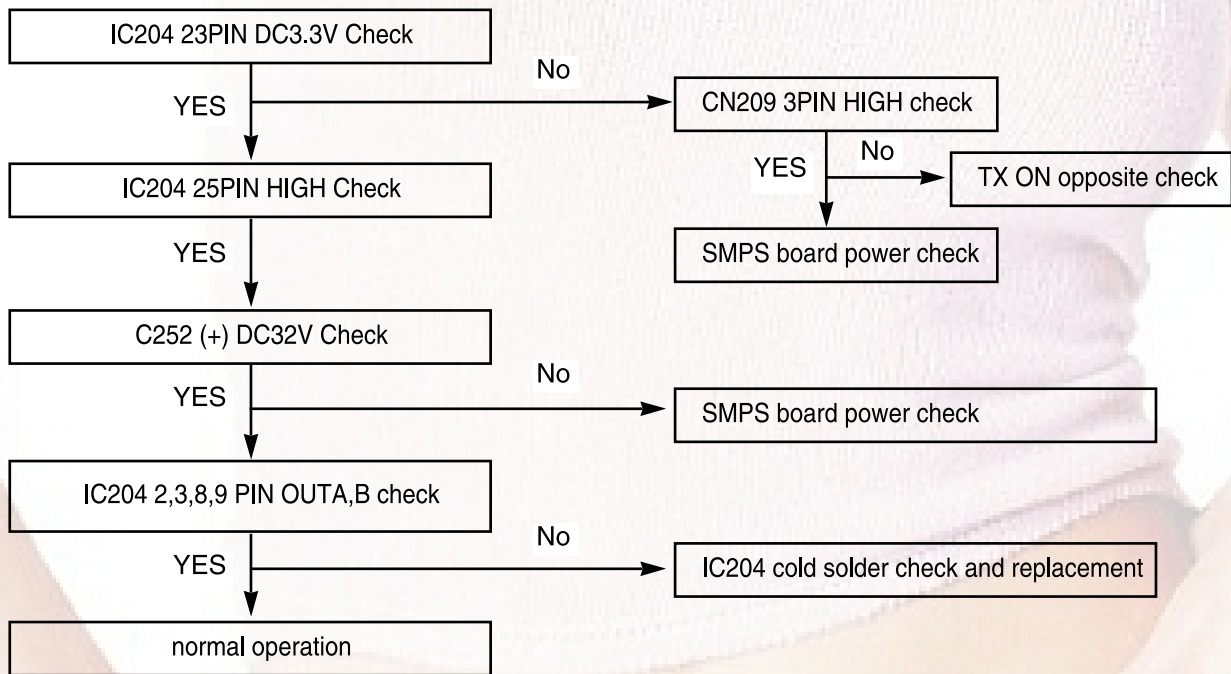 IC204 23PIN DC3.3V Check
No
YES
CN209 3PIN HIGH check
YES
No
IC204 25PIN HIGH Check
TX ON opposite check
YES
SMPS board power check
C252 (+) DC32V Check
No
YES
SMPS board power check
IC204 2,3,8,9 PIN OUTA,B check
No
YES
IC204 cold solder check and replacement
normal operation